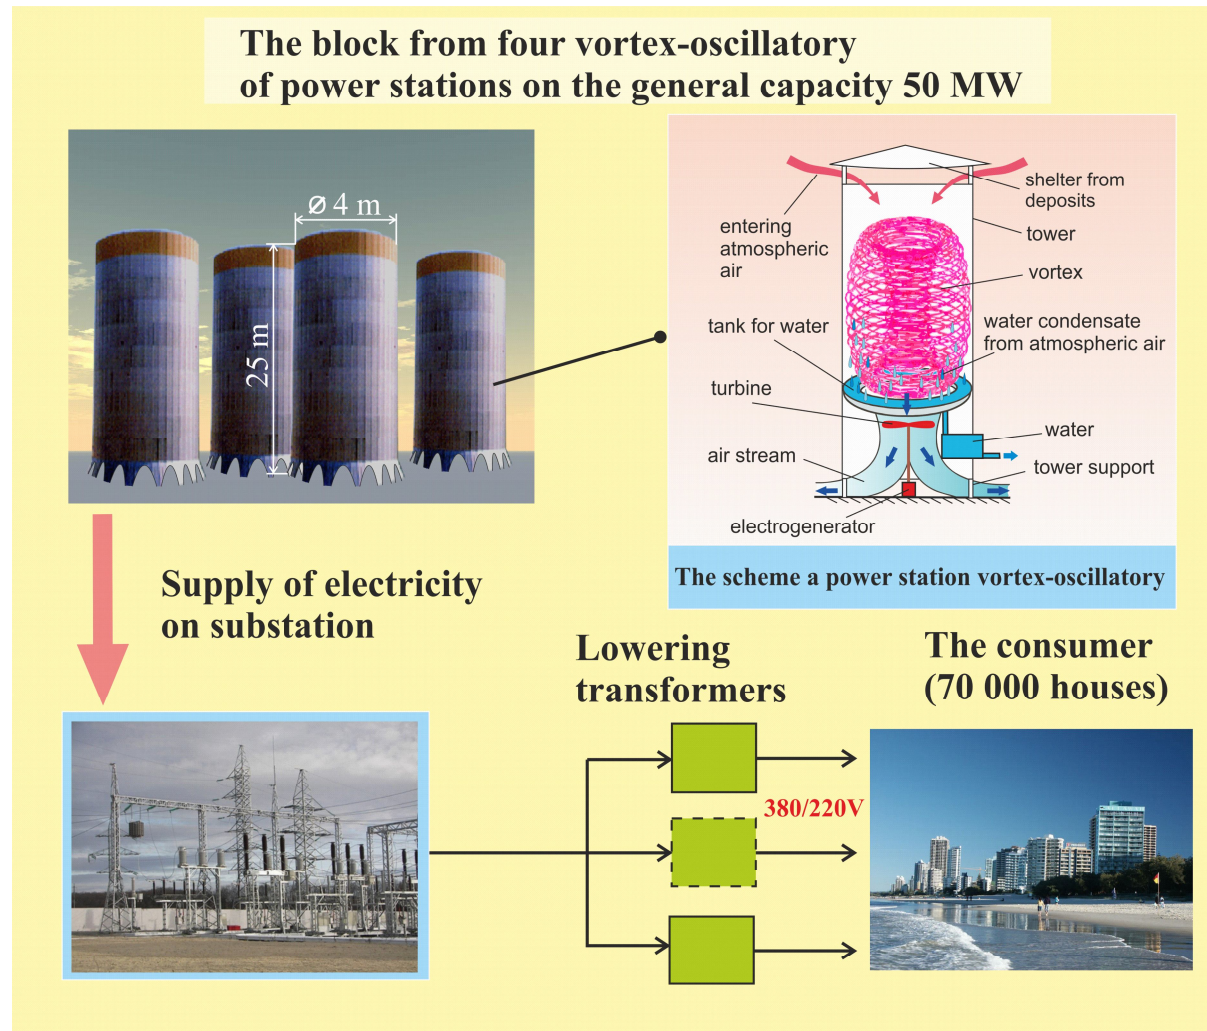 The block from four vortex-oscillatory
of power stations on the general capacity 50 MW
⌀ 4 m
25 m
shelter from
deposits
entering
atmospheric
air
tower
vortex
tank for water
water condensate
from atmospheric air
turbine
water
air stream
tower support
electrogenerator
The scheme a power station vortex-oscillatory
Supply of electricity
on substation
Lowering
transformers
The consumer
(70 000 houses)
380/220V